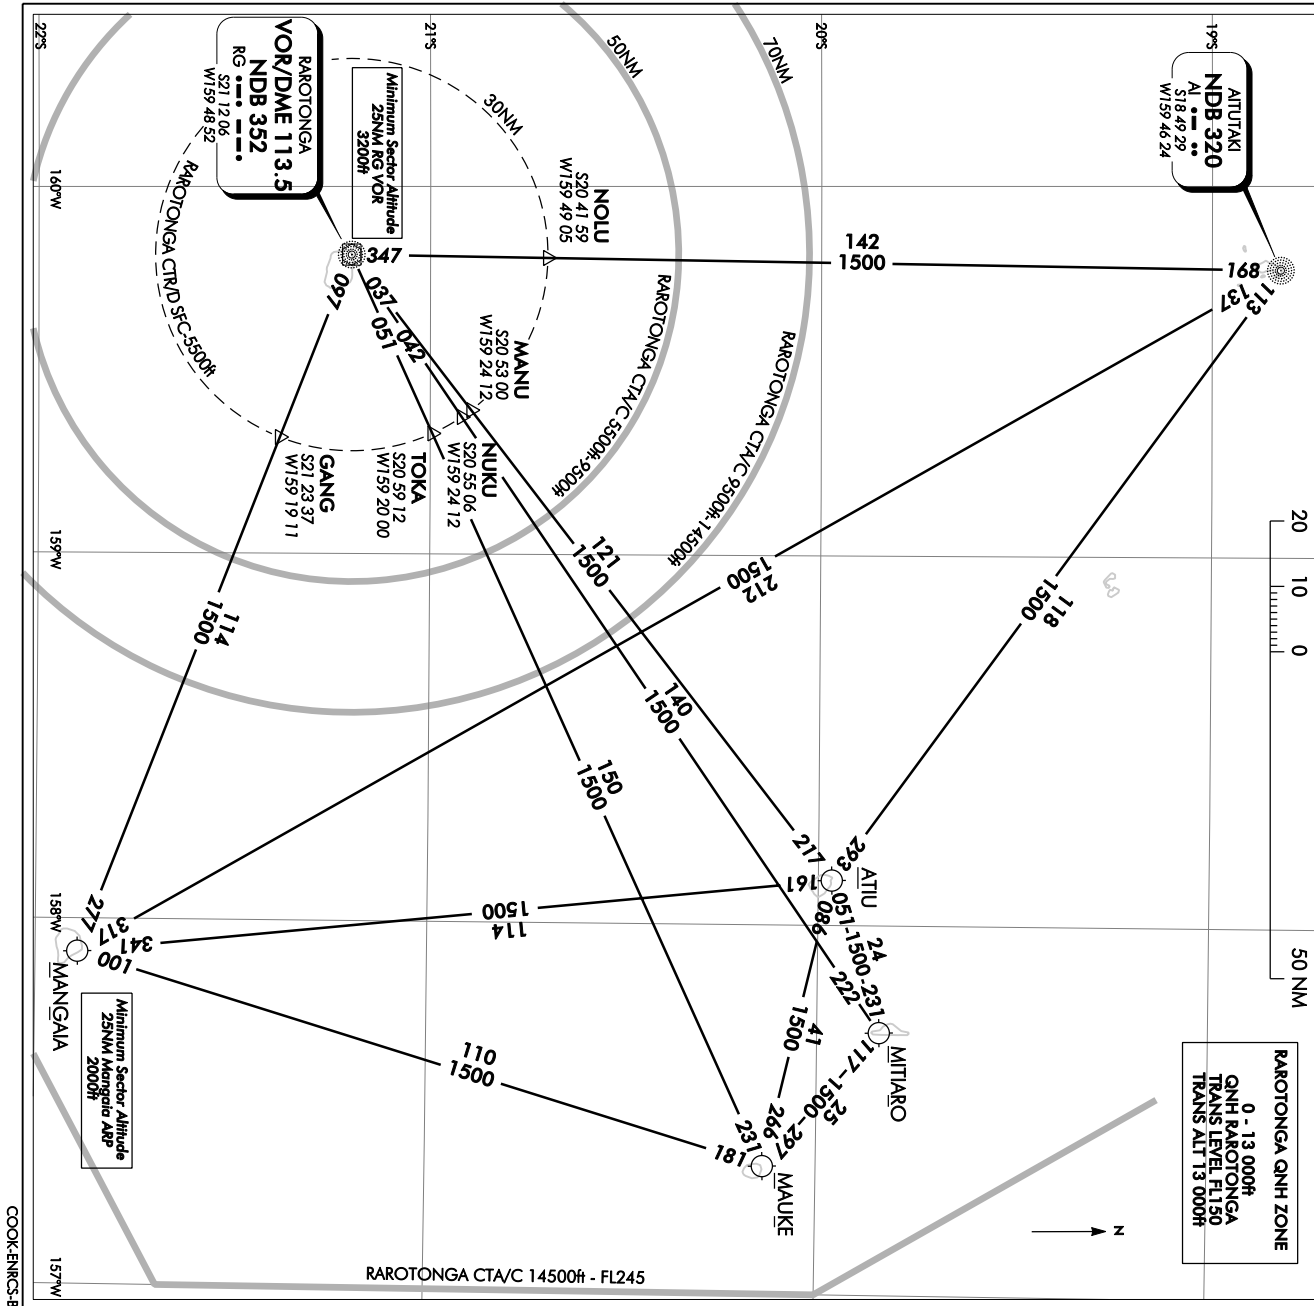 22°S
21°S
20°S
19°S
RAROTONGA
VOR/DME 113.5
NDB 352
RG
S21 12 06
W159 48 52
Minimum Sector Altitude
25NM RG VOR
3200ft
AITUTAKI
NDB 320
AI
S18 49 29
W159 46 24
30NM
50NM
70NM
NOLU
S20 41 59
W159 49 05
MANU
S20 53 00
W159 24 12
NUKU
S20 55 06
W159 24 12
TOKA
S20 59 12
W159 20 00
GANG
S21 23 37
W159 19 11
RAROTONGA CTR/D SFC-5500ft
RAROTONGA CTA/C 5500ft-9500ft
RAROTONGA CTA/C 9500ft-14500ft
160°W
159°W
158°W
157°W
347
142
1500
168
113
137
037
042
051
097
121
1500
140
1500
150
1500
114
1500
212
1500
118
1500
217
293
ATIU
161
051-1500-231
24
086
222
MITIARO
117-1500-297
25
41
1500
266
231
181
MAUKE
114
1500
110
1500
277
317
341
100
MANGAIA
Minimum Sector Altitude
25NM Mangaia ARP
2000ft
20
10
0
50 NM
RAROTONGA QNH ZONE
0 - 13 000ft
QNH RAROTONGA
TRANS LEVEL FL150
TRANS ALT 13 000ft
N
RAROTONGA CTA/C 14500ft - FL245